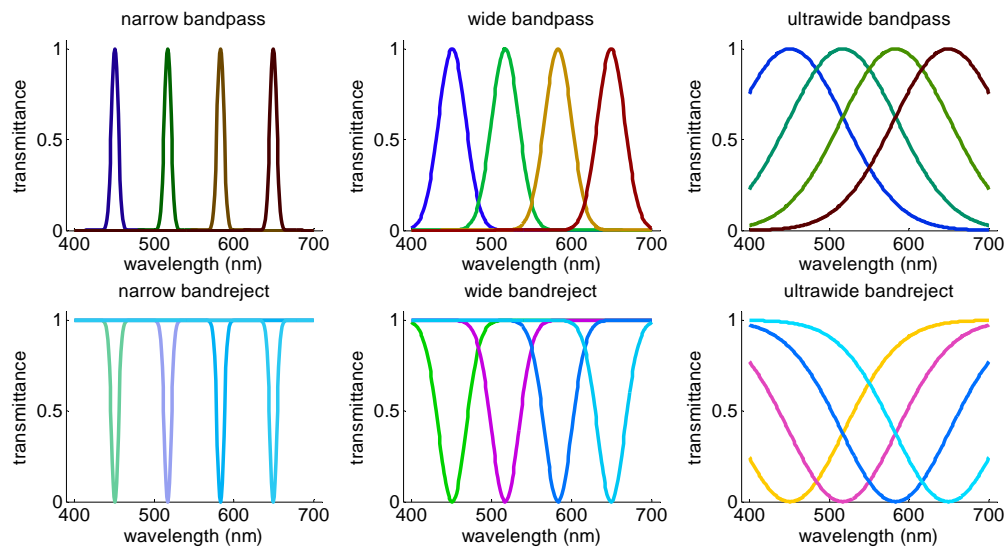 narrow bandpass
1
0.5
0
transmittance
400 500 600 700
wavelength (nm)
wide bandpass
1
0.5
0
transmittance
400 500 600 700
wavelength (nm)
ultrawide bandpass
1
0.5
0
transmittance
400 500 600 700
wavelength (nm)
narrow bandreject
1
0.5
0
transmittance
400 500 600 700
wavelength (nm)
wide bandreject
1
0.5
0
transmittance
400 500 600 700
wavelength (nm)
ultrawide bandreject
1
0.5
0
transmittance
400 500 600 700
wavelength (nm)